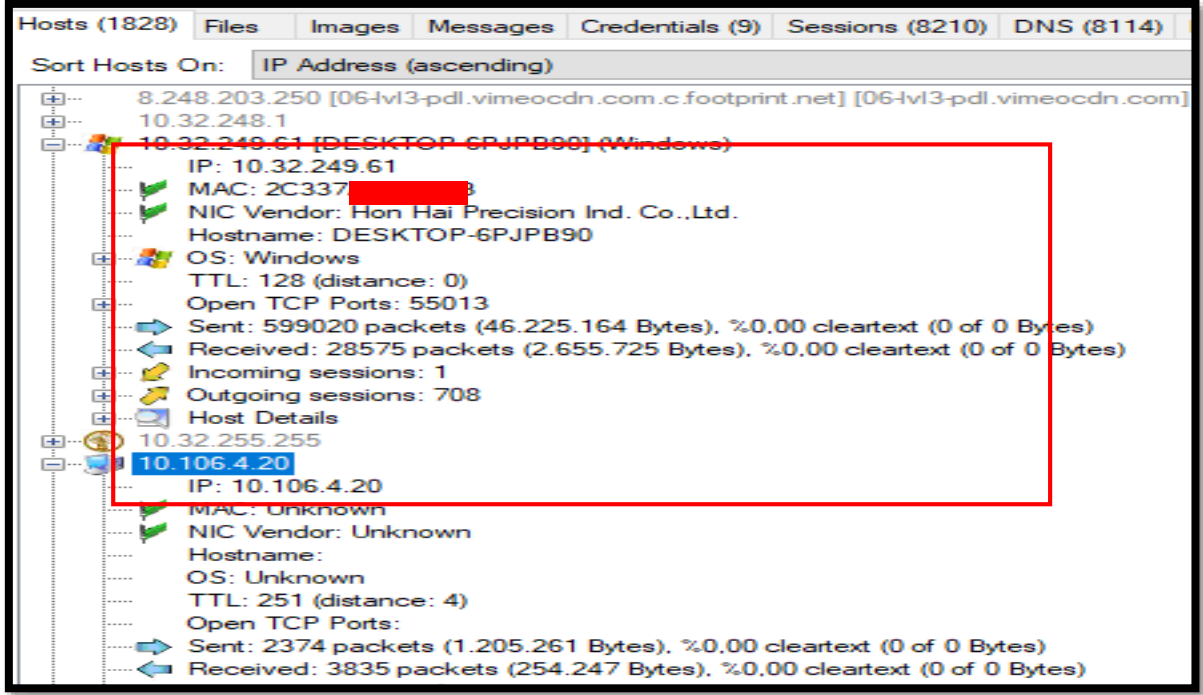 Hosts (1828) Files Images Messages Credentials (9) Sessions (8210) DNS (8114)
Sort Hosts On: IP Address (ascending)
8.248.203.250 [06-lvl3-pdl.vimeocdn.com.c.footprint.net] [06-lvl3-pdl.vimeocdn.com]
10.32.248.1
10.32.249.61 [DESKTOP-6PJPB90] (Windows)
IP: 10.32.249.61
MAC: 2C337
NIC Vendor: Hon Hai Precision Ind. Co.,Ltd.
Hostname: DESKTOP-6PJPB90
OS: Windows
TTL: 128 (distance: 0)
Open TCP Ports: 55013
Sent: 599020 packets (46.225.164 Bytes), %0,00 cleartext (0 of 0 Bytes)
Received: 28575 packets (2.655.725 Bytes), %0,00 cleartext (0 of 0 Bytes)
Incoming sessions: 1
Outgoing sessions: 708
Host Details
10.32.255.255
10.106.4.20
IP: 10.106.4.20
MAC: Unknown
NIC Vendor: Unknown
Hostname:
OS: Unknown
TTL: 251 (distance: 4)
Open TCP Ports:
Sent: 2374 packets (1.205.261 Bytes), %0,00 cleartext (0 of 0 Bytes)
Received: 3835 packets (254.247 Bytes), %0,00 cleartext (0 of 0 Bytes)